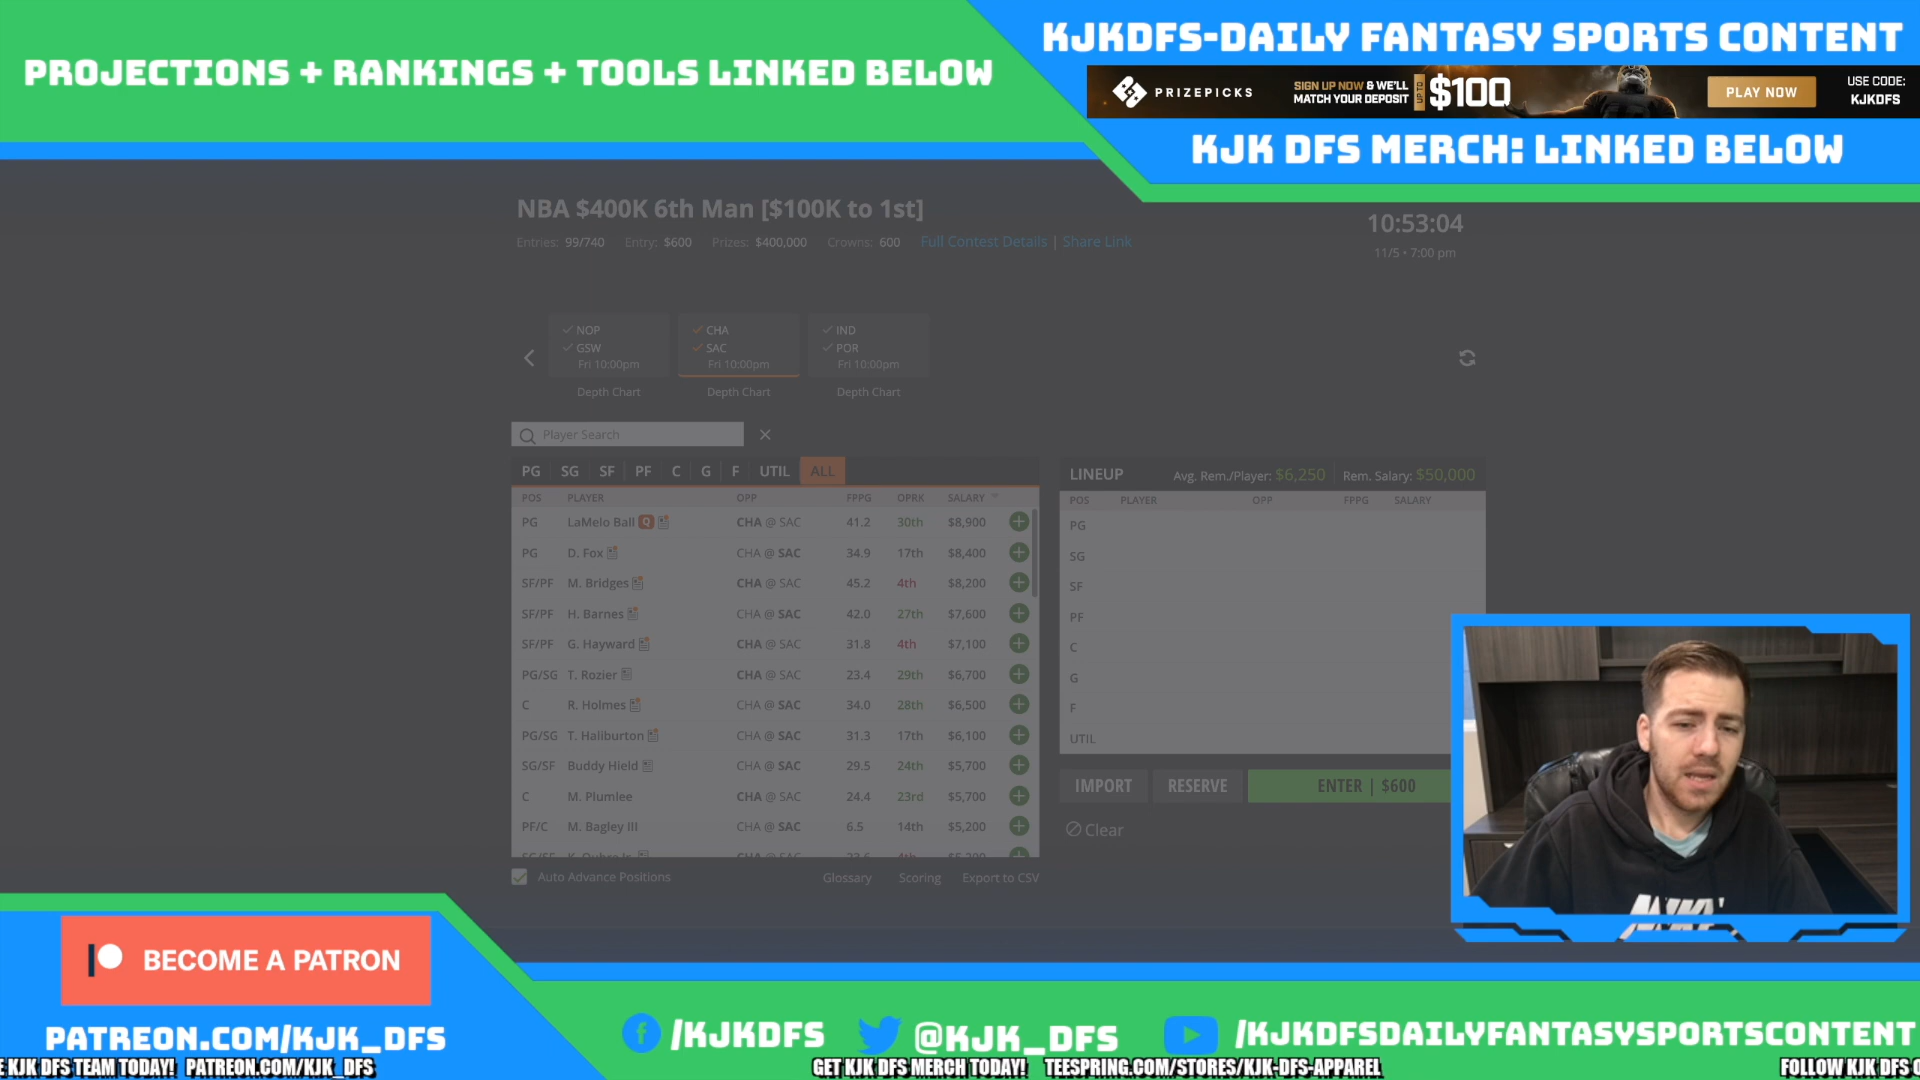 PROJECTIONS + RANKINGS + TOOLS LINKED BELOW
KJKDFS-DAILY FANTASY SPORTS CONTENT
PRIZEPICKS
SIGN UP NOW & WE'LL
MATCH YOUR DEPOSIT
UP TO
$100
PLAY NOW
USE CODE:
KJKDFS
KJK DFS MERCH: LINKED BELOW
NBA $400K 6th Man [$100K to 1st]
10:53:04
Entries: 99/740 Entry: $600 Prizes: $400,000 Crowns: 600 Full Contest Details | Share Link
11/5 • 7:00 pm
NOP
GSW
Fri 10:00pm
Depth Chart
CHA
SAC
Fri 10:00pm
Depth Chart
IND
POR
Fri 10:00pm
Depth Chart
Player Search
PG SG SF PF C G F UTIL ALL
POS PLAYER OPP FPPG OPRK SALARY
PG LaMelo Ball Q CHA @ SAC 41.2 30th $8,900
PG D. Fox CHA @ SAC 34.9 17th $8,400
SF/PF M. Bridges CHA @ SAC 45.2 4th $8,200
SF/PF H. Barnes CHA @ SAC 42.0 27th $7,600
SF/PF G. Hayward CHA @ SAC 31.8 4th $7,100
PG/SG T. Rozier CHA @ SAC 23.4 29th $6,700
C R. Holmes CHA @ SAC 34.0 28th $6,500
PG/SG T. Haliburton CHA @ SAC 31.3 17th $6,100
SG/SF Buddy Hield CHA @ SAC 29.5 24th $5,700
C M. Plumlee CHA @ SAC 24.4 23rd $5,700
PF/C M. Bagley III CHA @ SAC 6.5 14th $5,200
Auto Advance Positions Glossary Scoring Export to CSV
LINEUP Avg. Rem./Player: $6,250 Rem. Salary: $50,000
POS PLAYER OPP FPPG SALARY
PG
SG
SF
PF
C
G
F
UTIL
IMPORT RESERVE ENTER | $600
Clear
BECOME A PATRON
PATREON.COM/KJK_DFS
/KJKDFS @KJK_DFS /KJKDFSDAILYFANTASYSPORTSCONTENT
E KJK DFS TEAM TODAY! PATREON.COM/KJK_DFS GET KJK DFS MERCH TODAY! TEESPRING.COM/STORES/KJK-DFS-APPAREL FOLLOW KJK DFS